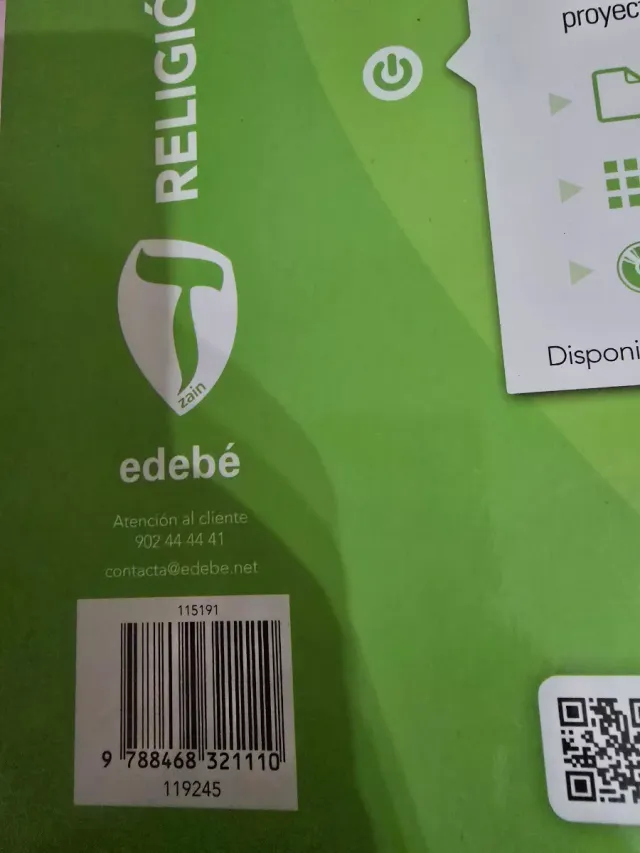 RELIGIÓ
zain
edebé
Atención al cliente
902 44 44 41
contacta@edebe.net
115191
9 788468 321110
119245
proyec
Disponi